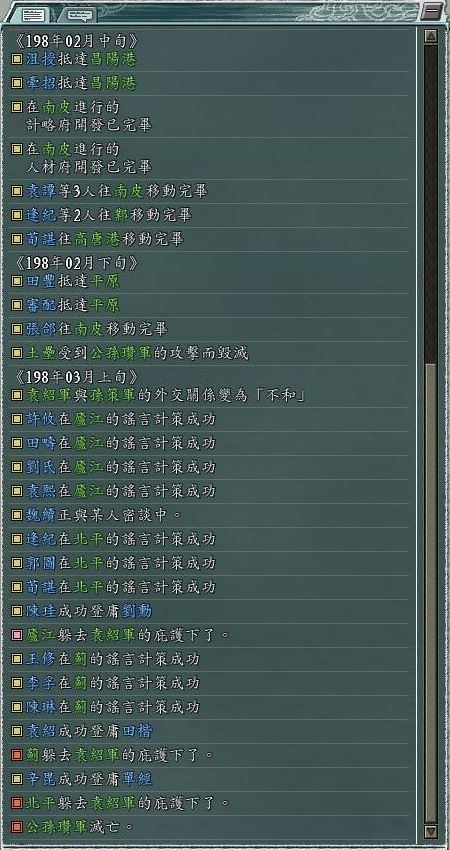 《198年02月中旬》
沮授抵達昌陽港
牽招抵達昌陽港
在南皮進行的
計略府開發已完畢
在南皮進行的
人材府開發已完畢
袁譚等3人往南皮移動完畢
逢紀等2人往鄴移動完畢
荀諶往高唐港移動完畢
《198年02月下旬》
田豐抵達平原
審配抵達平原
張郃往南皮移動完畢
土壘受到公孫瓚軍的攻擊而毀滅
《198年03月上旬》
袁紹軍與孫策軍的外交關係變為「不和」
許攸在廬江的謠言計策成功
田疇在廬江的謠言計策成功
劉氏在廬江的謠言計策成功
袁熙在廬江的謠言計策成功
魏續正與某人密談中。
逢紀在北平的謠言計策成功
郭圖在北平的謠言計策成功
荀諶在北平的謠言計策成功
陳珪成功登庸劉勳
廬江躲去袁紹軍的庇護下了。
王修在薊的謠言計策成功
李孚在薊的謠言計策成功
陳琳在薊的謠言計策成功
袁紹成功登庸田楷
薊躲去袁紹軍的庇護下了。
辛毘成功登庸單經
北平躲去袁紹軍的庇護下了。
公孫瓚軍滅亡。